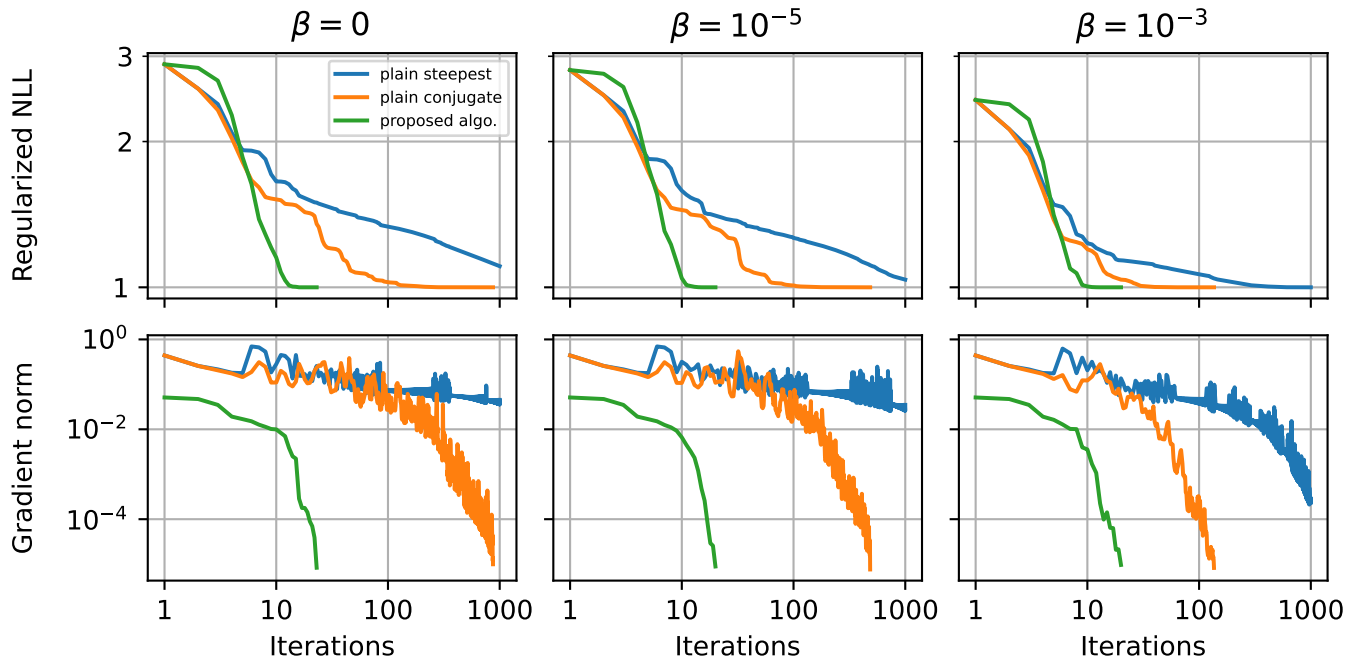 β = 0
β = 10⁻⁵
β = 10⁻³
Regularized NLL
3
2
1
plain steepest
plain conjugate
proposed algo.
Gradient norm
10⁰
10⁻²
10⁻⁴
1 10 100 1000
1 10 100 1000
1 10 100 1000
Iterations
Iterations
Iterations